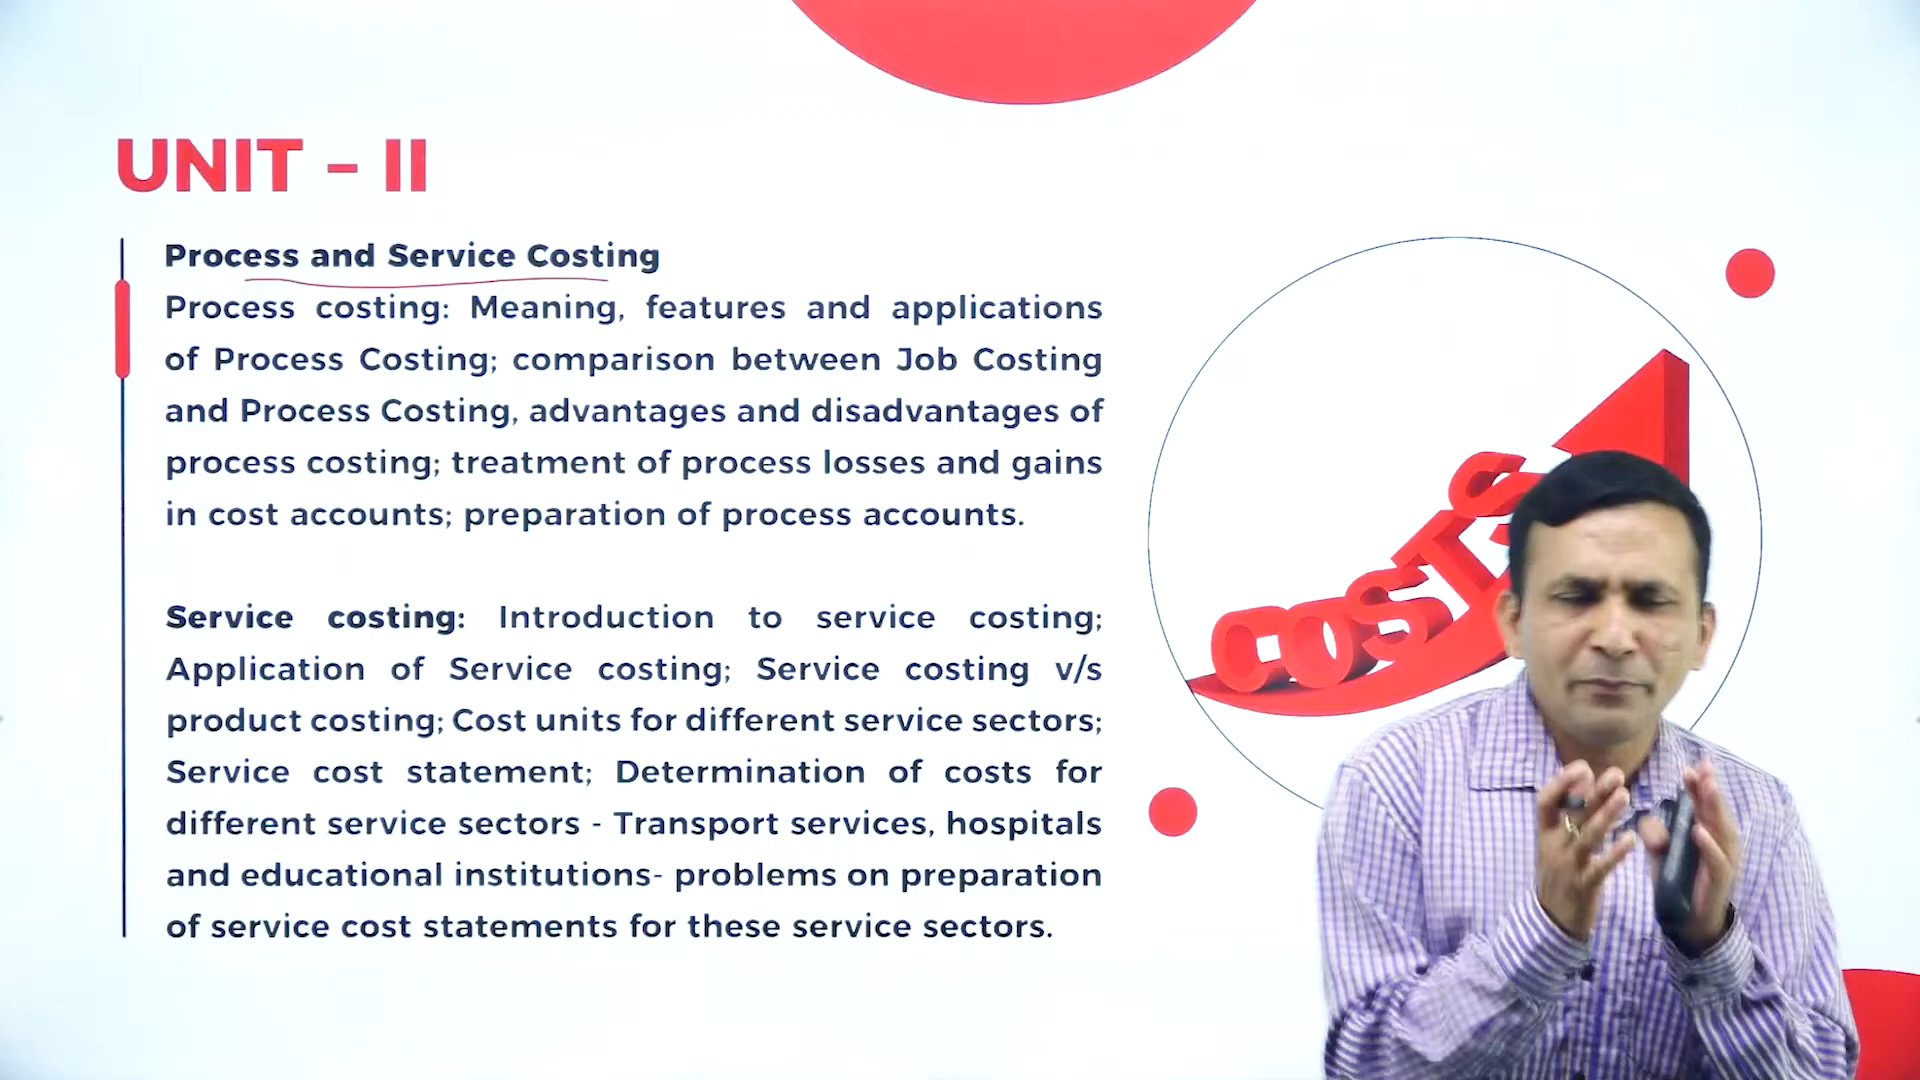 UNIT – II
Process and Service Costing
Process costing: Meaning, features and applications
of Process Costing; comparison between Job Costing
and Process Costing, advantages and disadvantages of
process costing; treatment of process losses and gains
in cost accounts; preparation of process accounts.
Service costing: Introduction to service costing;
Application of Service costing; Service costing v/s
product costing; Cost units for different service sectors;
Service cost statement; Determination of costs for
different service sectors - Transport services, hospitals
and educational institutions- problems on preparation
of service cost statements for these service sectors.
COSTS